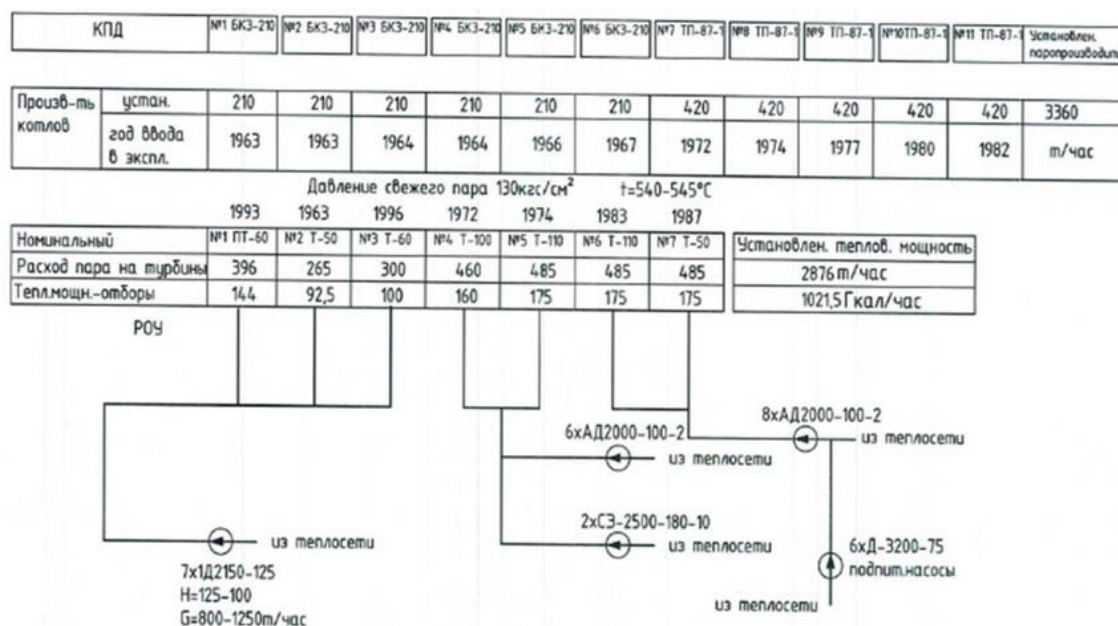 КПД №1 БКЗ-210 №2 БКЗ-210 №3 БКЗ-210 №4 БКЗ-210 №5 БКЗ-210 №6 БКЗ-210 №7 ТП-87-1 №8 ТП-87-1 №9 ТП-87-1 №10ТП-87-1 №11 ТП-87-1 Установлен.
паропроизводит
Произв-ть устан. 210 210 210 210 210 210 420 420 420 420 420 3360
котлов год ввода 1963 1963 1964 1964 1966 1967 1972 1974 1977 1980 1982 т/час
в экспл.
Давление свежего пара 130кгс/см² t=540-545°С
1993 1963 1996 1972 1974 1983 1987
Номинальный №1 ПТ-60 №2 Т-50 №3 Т-60 №4 Т-100 №5 Т-110 №6 Т-110 №7 Т-50 Установлен. теплов. мощность
Расход пара на турбины 396 265 300 460 485 485 485 2876т/час
Тепл.мощн.-отборы 144 92,5 100 160 175 175 175 1021,5Гкал/час
РОУ
8хАД2000-100-2
6хАД2000-100-2 из теплосети
из теплосети
2хСЭ-2500-180-10
из теплосети из теплосети 6хД-3200-75
7х1Д2150-125 подпит.насосы
Н=125-100 из теплосети
G=800-1250т/час